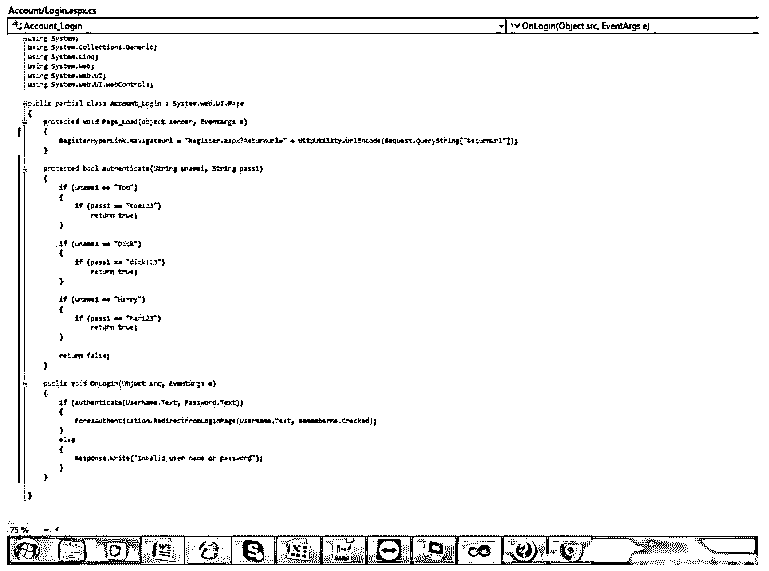 Account/Login.aspx.cs
Account_Login OnLogin(Object src, EventArgs e)
using System;
using System.Collections.Generic;
using System.Linq;
using System.Web;
using System.Web.UI;
using System.Web.UI.WebControls;
public partial class Account_Login : System.Web.UI.Page
{
protected void Page_Load(object sender, EventArgs e)
{
RegisterHyperLink.NavigateUrl = "Register.aspx?ReturnUrl=" + HttpUtility.UrlEncode(Request.QueryString["ReturnUrl"]);
}
protected bool authenticate(String uname1, String pass1)
{
if (uname1 == "Tom")
{
if (pass1 == "tom123")
return true;
}
if (uname1 == "Dick")
{
if (pass1 == "dick123")
return true;
}
if (uname1 == "Harry")
{
if (pass1 == "har123")
return true;
}
return false;
}
public void OnLogin(Object src, EventArgs e)
{
if (authenticate(UserName.Text, Password.Text))
{
FormsAuthentication.RedirectFromLoginPage(UserName.Text, RememberMe.Checked);
}
else
{
Response.Write("Invalid user name or password");
}
}
}
75 %